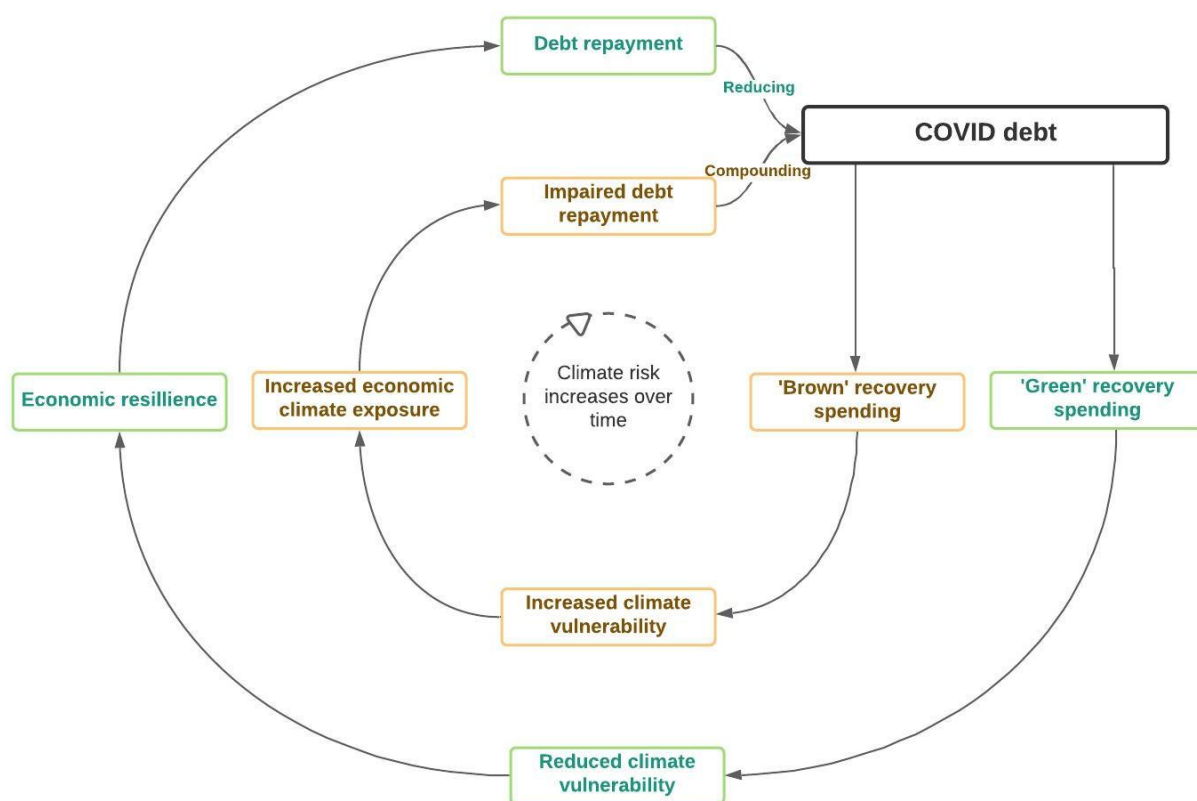 Debt repayment
Reducing
COVID debt
Compounding
Impaired debt
repayment
Economic resillience
Increased economic
climate exposure
Climate risk
increases over
time
'Brown' recovery
spending
'Green' recovery
spending
Increased climate
vulnerability
Reduced climate
vulnerability